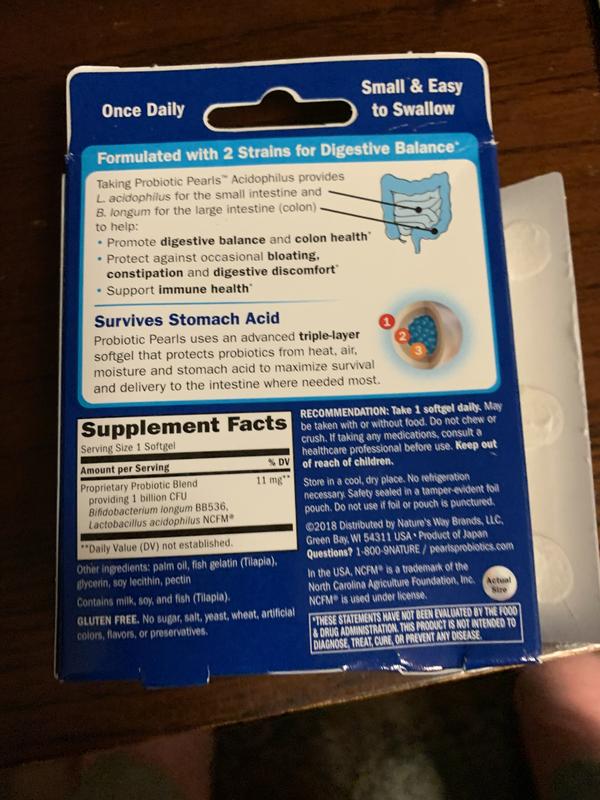 Once Daily
Small & Easy
to Swallow
Formulated with 2 Strains for Digestive Balance*
Taking Probiotic Pearls™ Acidophilus provides
L. acidophilus for the small intestine and
B. longum for the large intestine (colon)
to help:
• Promote digestive balance and colon health*
• Protect against occasional bloating,
constipation and digestive discomfort*
• Support immune health*
Survives Stomach Acid
Probiotic Pearls uses an advanced triple-layer
softgel that protects probiotics from heat, air,
moisture and stomach acid to maximize survival
and delivery to the intestine where needed most.
1
2
3
Supplement Facts
Serving Size 1 Softgel
Amount per Serving % DV
Proprietary Probiotic Blend 11 mg**
providing 1 billion CFU
Bifidobacterium longum BB536,
Lactobacillus acidophilus NCFM®
**Daily Value (DV) not established.
Other ingredients: palm oil, fish gelatin (Tilapia),
glycerin, soy lecithin, pectin
Contains milk, soy, and fish (Tilapia).
GLUTEN FREE. No sugar, salt, yeast, wheat, artificial
colors, flavors, or preservatives.
RECOMMENDATION: Take 1 softgel daily. May
be taken with or without food. Do not chew or
crush. If taking any medications, consult a
healthcare professional before use. Keep out
of reach of children.
Store in a cool, dry place. No refrigeration
necessary. Safety sealed in a tamper-evident foil
pouch. Do not use if foil or pouch is punctured.
©2018 Distributed by Nature's Way Brands, LLC,
Green Bay, WI 54311 USA • Product of Japan
Questions? 1-800-9NATURE / pearlsprobiotics.com
In the USA, NCFM® is a trademark of the
North Carolina Agriculture Foundation, Inc.
NCFM® is used under license.
Actual
Size
*THESE STATEMENTS HAVE NOT BEEN EVALUATED BY THE FOOD
& DRUG ADMINISTRATION. THIS PRODUCT IS NOT INTENDED TO
DIAGNOSE, TREAT, CURE, OR PREVENT ANY DISEASE.